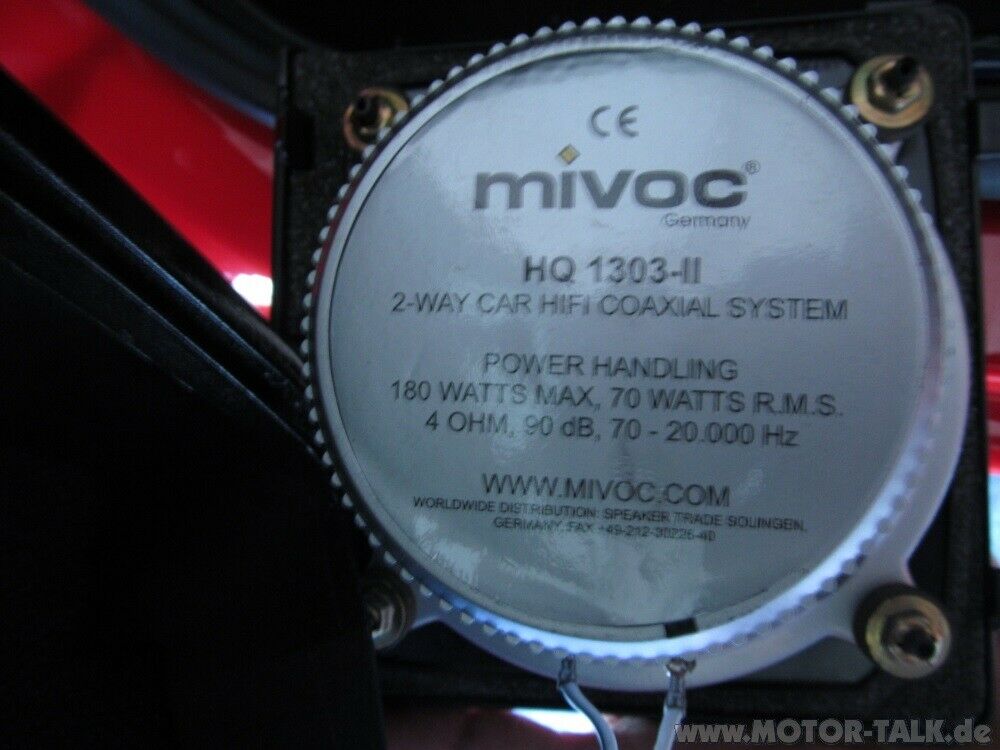 CE
mivoc®
Germany
HQ 1303-II
2-WAY CAR HIFI COAXIAL SYSTEM
POWER HANDLIING
180 WATTS MAX, 70 WATTS R.M.S.
4 OHM, 90 dB, 70 - 20.000 Hz
WWW.MIVOC.COM
WORLDWIDE DISTRIBUTION: SPEAKER TRADE SOLINGEN,
GERMANY, FAX +49-212-38226-40
www.MOTOR-TALK.de